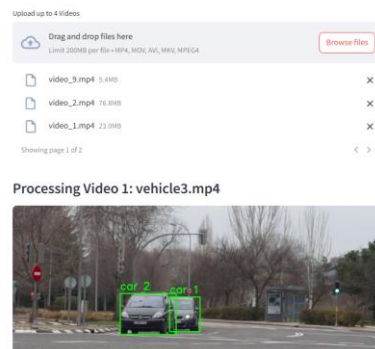 Upload up to 4 Videos
Drag and drop files here
Limit 200MB per file • MP4, MOV, AVI, MKV, MPEG4
Browse files
video_9.mp4 5.4MB
video_2.mp4 76.8MB
video_1.mp4 23.0MB
Showing page 1 of 2
Processing Video 1: vehicle3.mp4
car 2
car 1